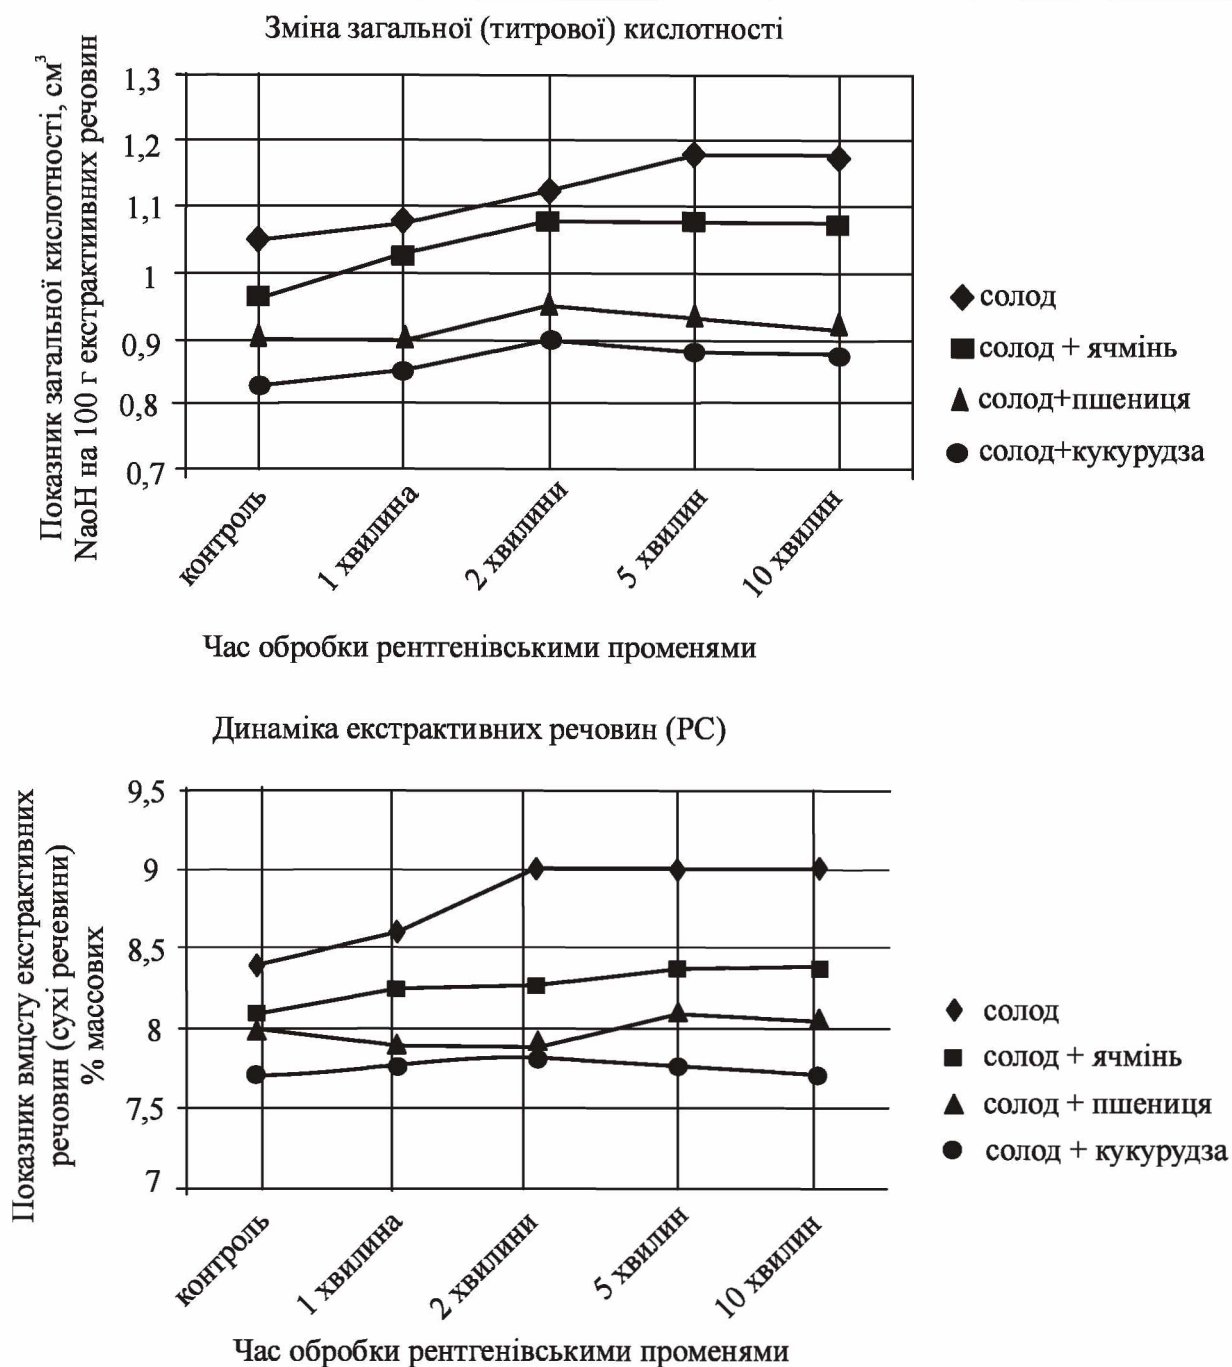 Зміна загальної (титрової) кислотності
Показник загальної кислотності, см³
NaоН на 100 г екстрактиивних речовин
1,3
1,2
1,1
1
0,9
0,8
0,7
контроль
1 хвилина
2 хвилини
5 хвилин
10 хвилин
солод
солод + ячмінь
солод+пшениця
солод+кукурудза
Час обробки рентгенівськими променями
Динаміка екстрактивних речовин (РС)
Показник вмцсту екстрактивних
речовин (сухі речевини)
% массових
9,5
9
8,5
8
7,5
7
контроль
1 хвилина
2 хвилини
5 хвилин
10 хвилин
солод
солод + ячмінь
солод + пшениця
солод + кукурудза
Час обробки рентгенівськими променями